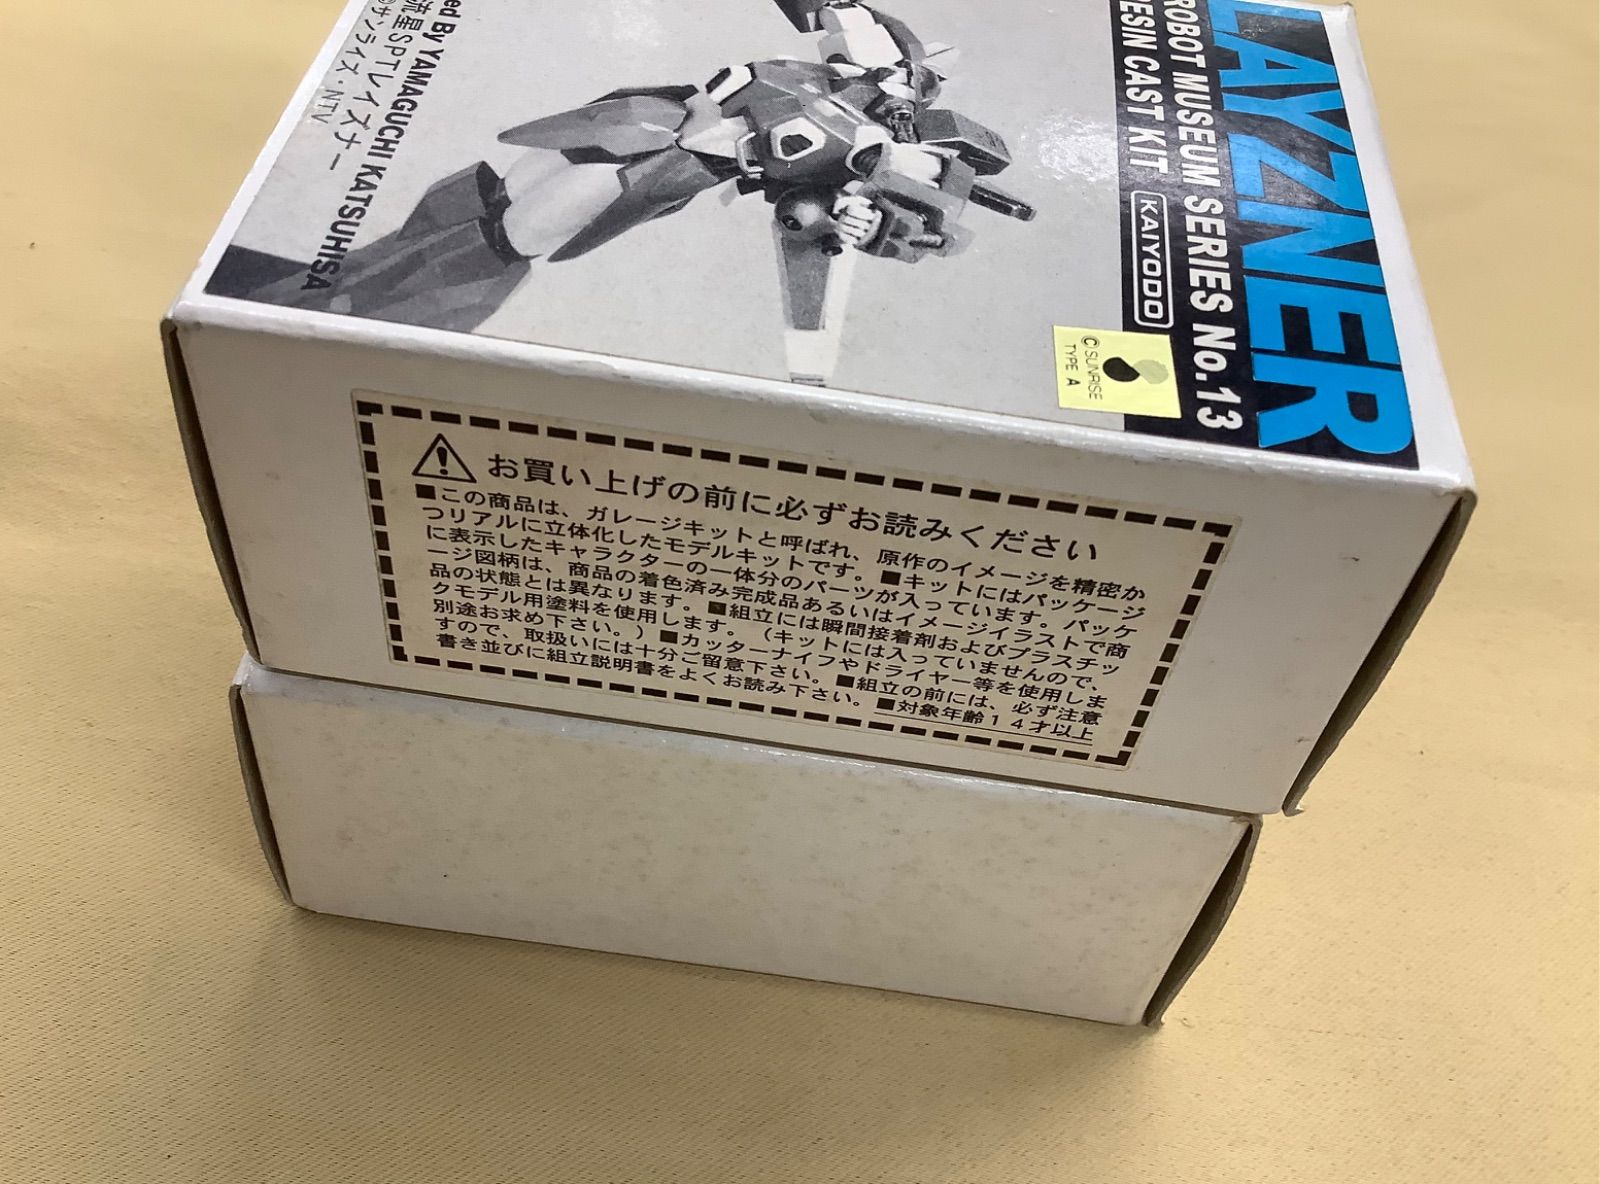 LAYZNER
ROBOT MUSEUM SERIES No.13
RESIN CAST KIT KAIYODO
©SUNRISE
TYPE A
By YAMAGUCHI KATSUHISA
流星SPTレイズナー
©サンライズ・NTV
お買い上げの前に必ずお読みください
■この商品は、ガレージキットと呼ばれ、原作のイメージを精密か
つリアルに立体化したモデルキットです。■キットにはパッケージ
に表示したキャラクターの一体分のパーツが入っています。パッケ
ージ図柄は、商品の着色済み完成品あるいはイメージイラストで商
品の状態とは異なります。■組立には瞬間接着剤およびプラスチッ
クモデル用塗料を使用します。(キットには入っていませんので、
別途お求め下さい。)■カッターナイフやドライヤー等を使用しま
すので、取扱いには十分ご留意下さい。■組立の前には、必ず注意
書き並びに組立説明書をよくお読み下さい。■対象年齢14才以上